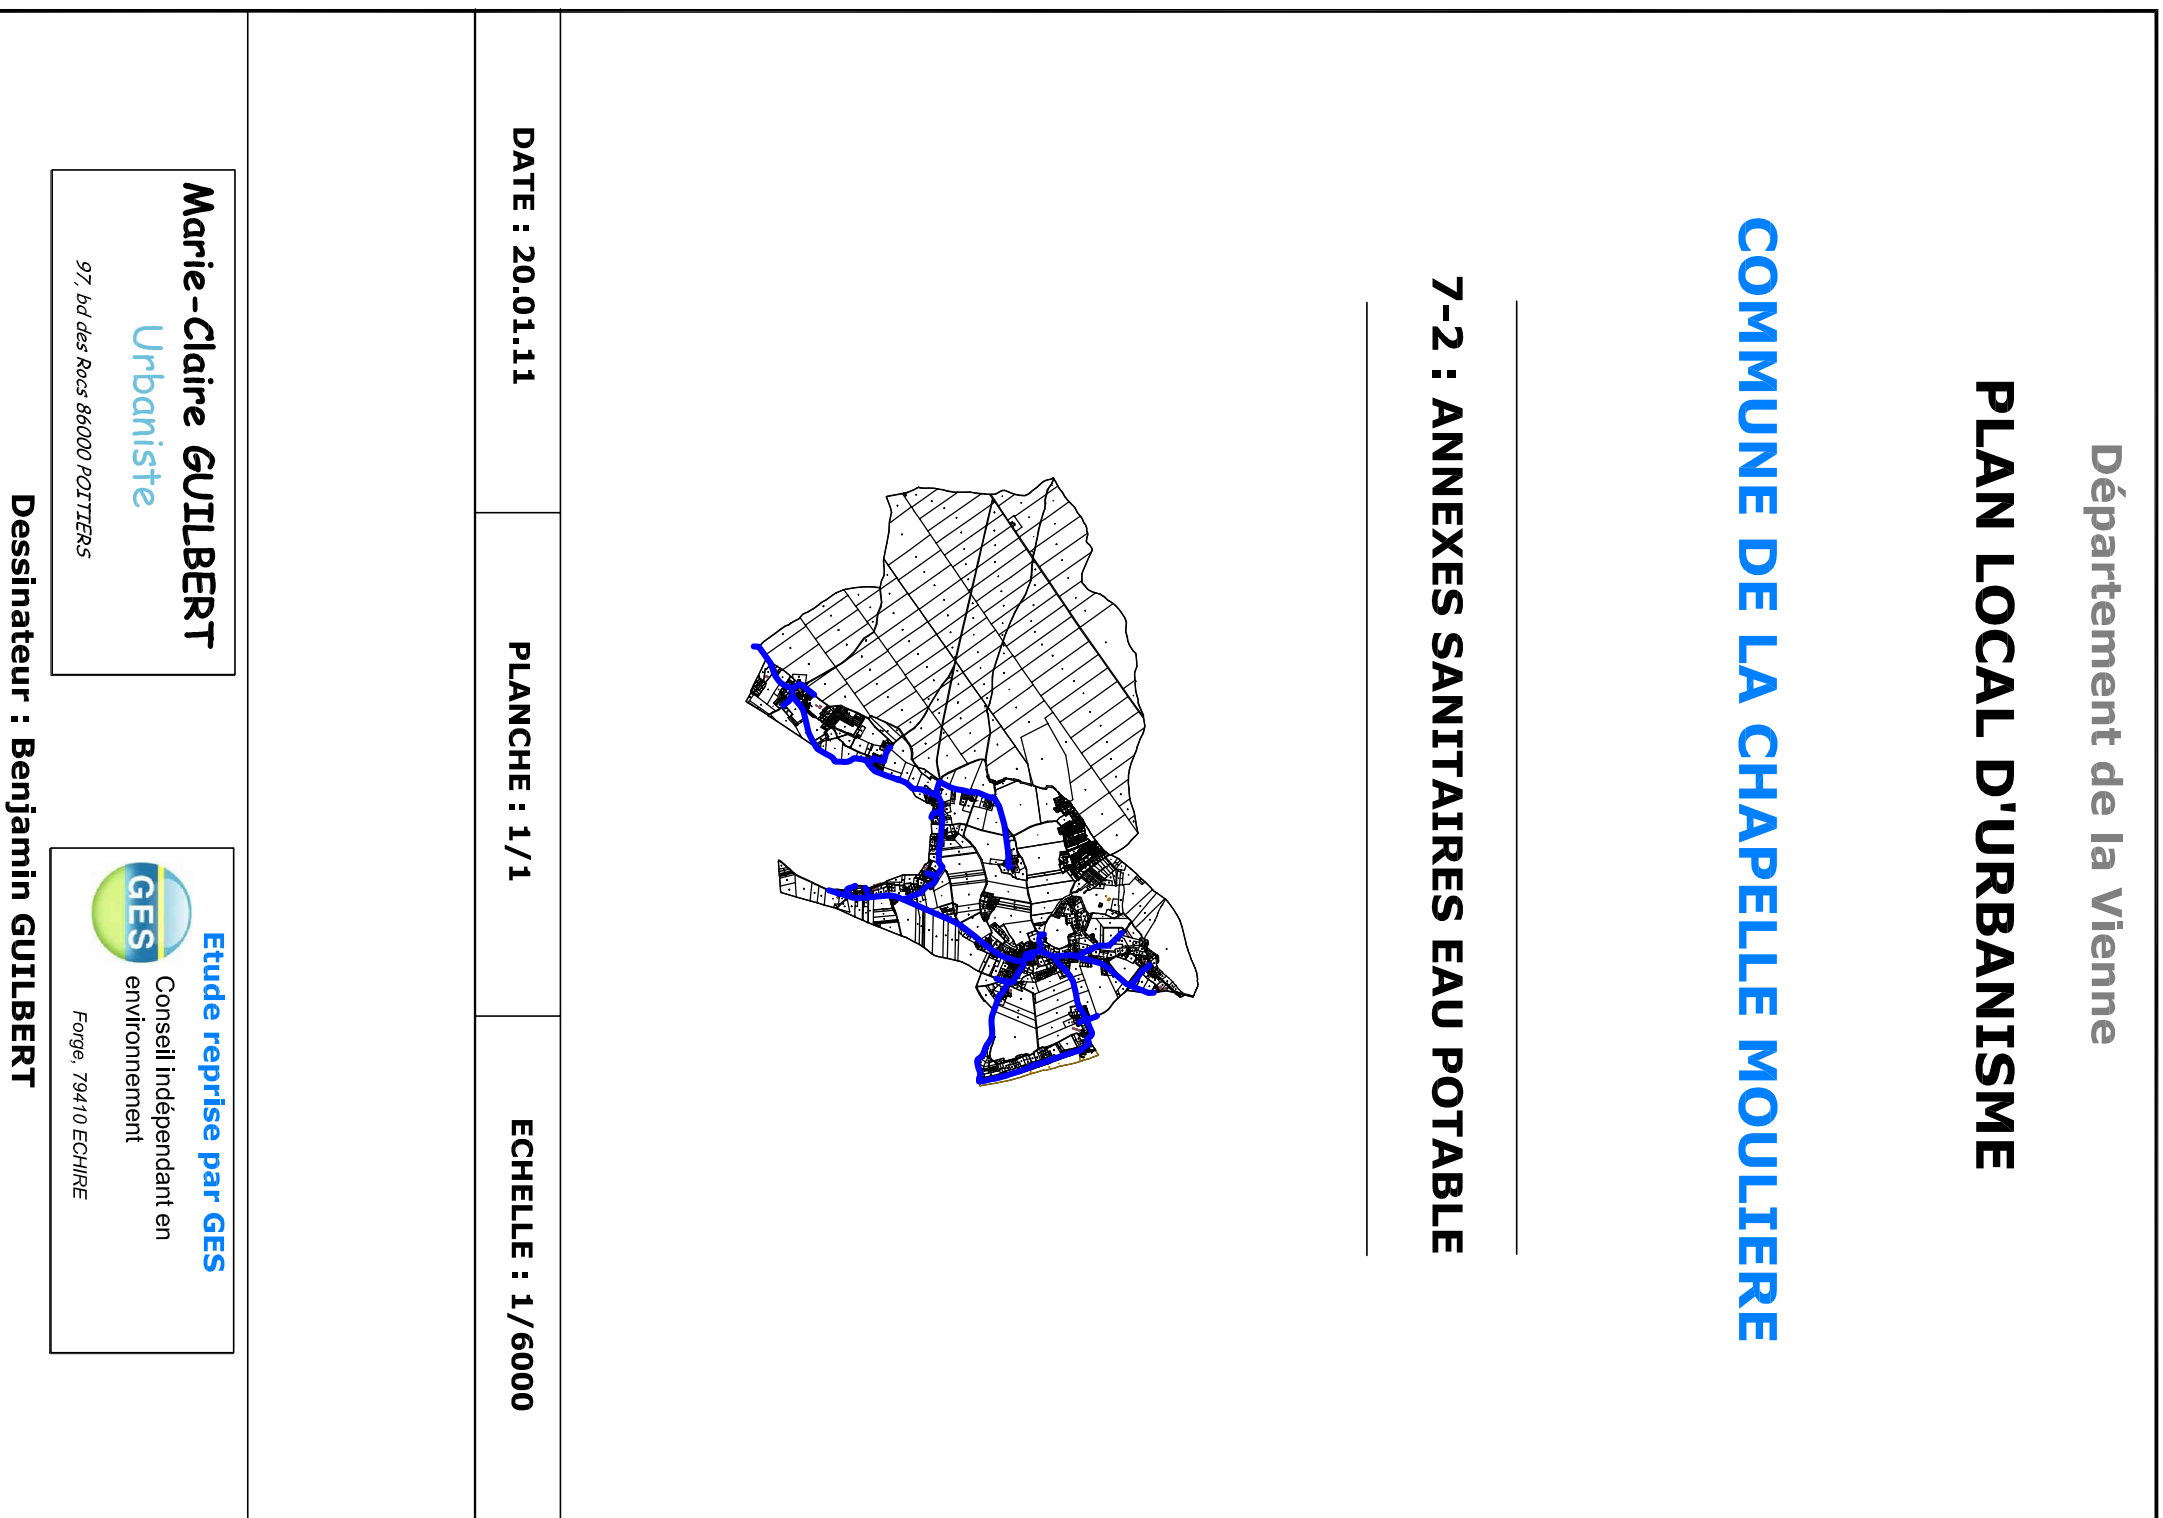 Département de la Vienne
PLAN LOCAL D'URBANISME
COMMUNE DE LA CHAPELLE MOULIERE
7-2 : ANNEXES SANITAIRES EAU POTABLE
DATE : 20.01.11
PLANCHE : 1/1
ECHELLE : 1/6000
Marie-Claire GUILBERT
Urbaniste
97, bd des Rocs 86000 POITIERS
Etude reprise par GES
GES
Conseil indépendant en
environnement
Forge, 79410 ECHIRE
Dessinateur : Benjamin GUILBERT